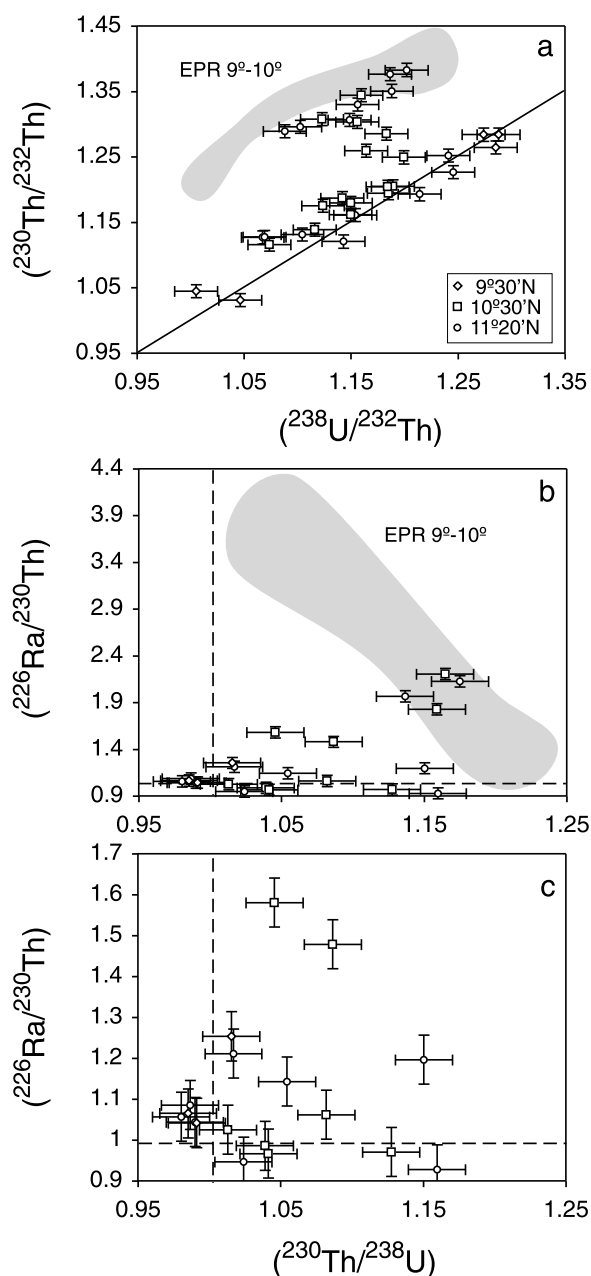 1.45
1.35
1.25
1.15
1.05
0.95
(²³⁰Th/²³²Th)
EPR 9º-10º
a
9º30'N
10º30'N
11º20'N
0.95 1.05 1.15 1.25 1.35
(²³⁸U/²³²Th)
4.4
3.9
3.4
2.9
2.4
1.9
1.4
0.9
(²²⁶Ra/²³⁰Th)
b
EPR 9º-10º
0.95 1.05 1.15 1.25
1.7
1.6
1.5
1.4
1.3
1.2
1.1
1
0.9
(²²⁶Ra/²³⁰Th)
c
0.95 1.05 1.15 1.25
(²³⁰Th/²³⁸U)